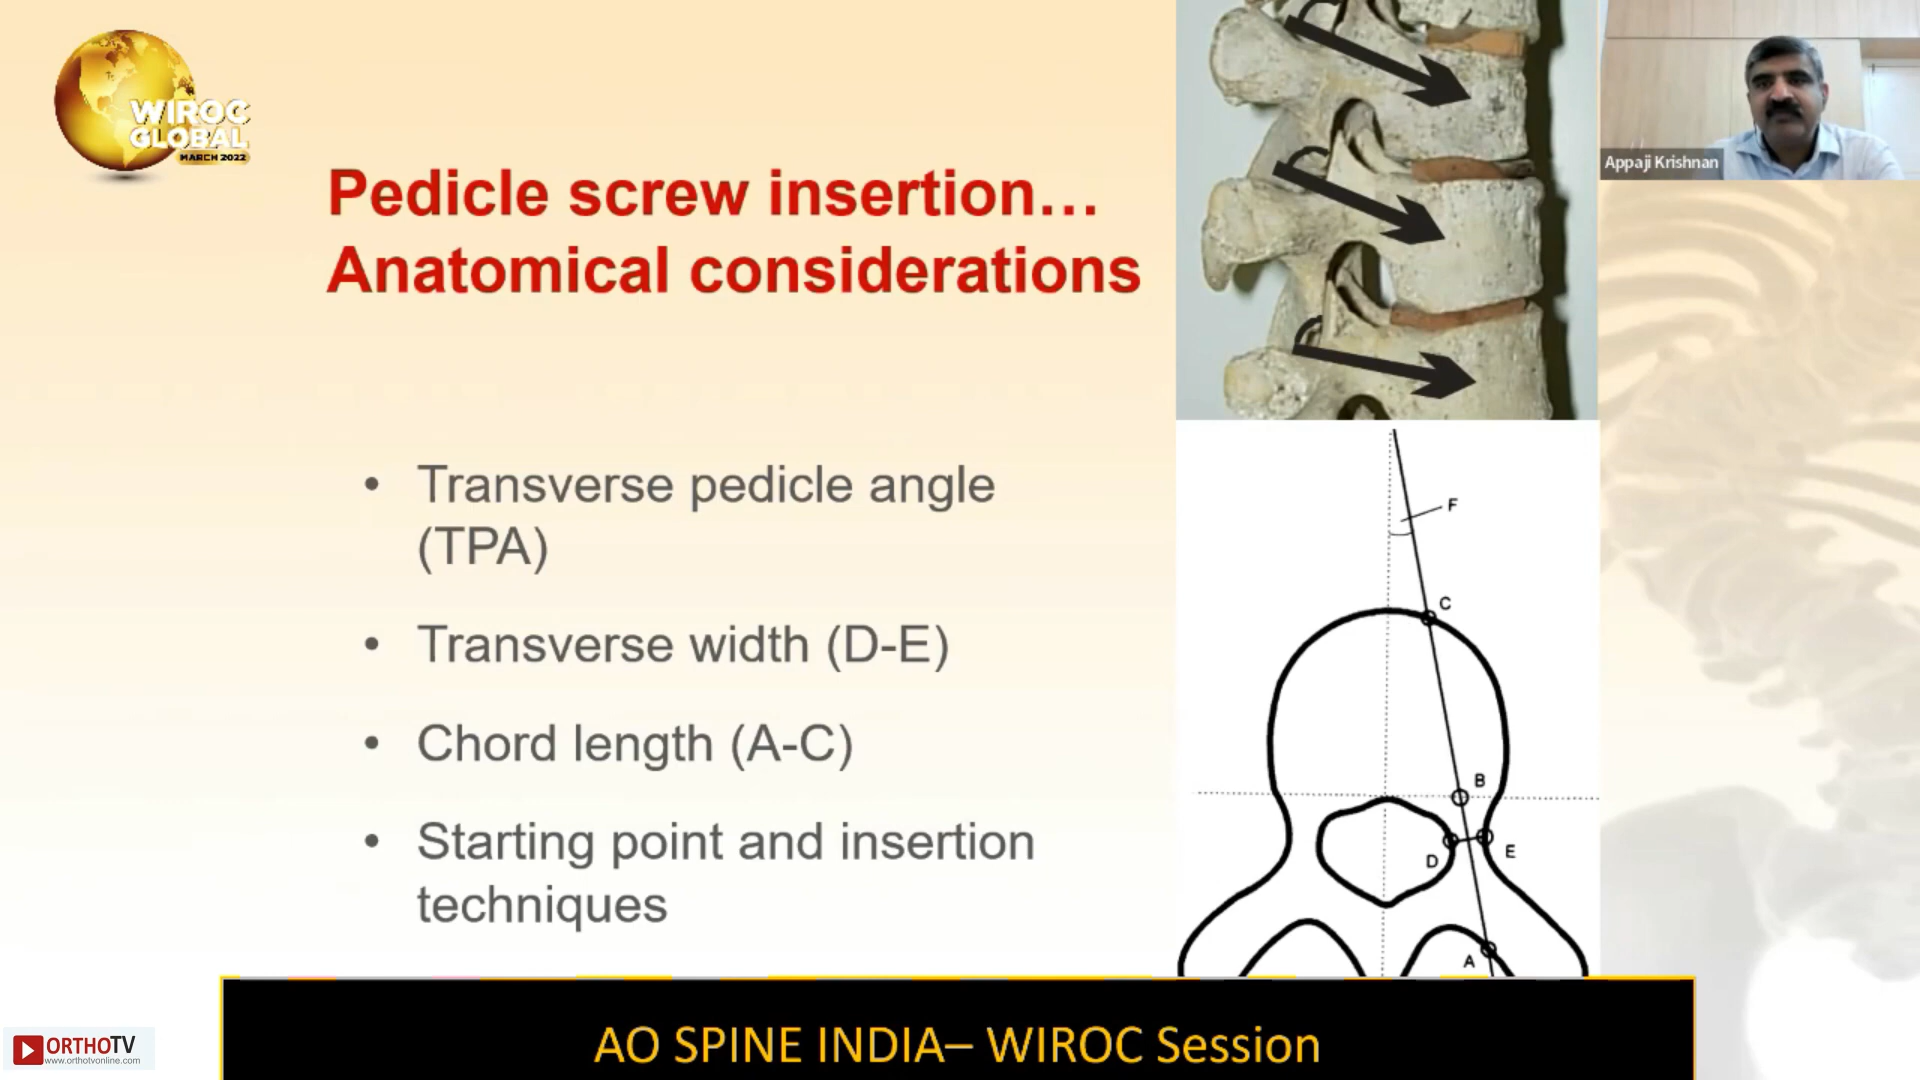 WIROC
GLOBAL
MARCH 2022
Pedicle screw insertion…
Anatomical considerations
• Transverse pedicle angle
(TPA)
• Transverse width (D-E)
• Chord length (A-C)
• Starting point and insertion
techniques
F
C
B
D
E
A
Appaji Krishnan
AO SPINE INDIA– WIROC Session
ORTHOTV
www.orthotvonline.com